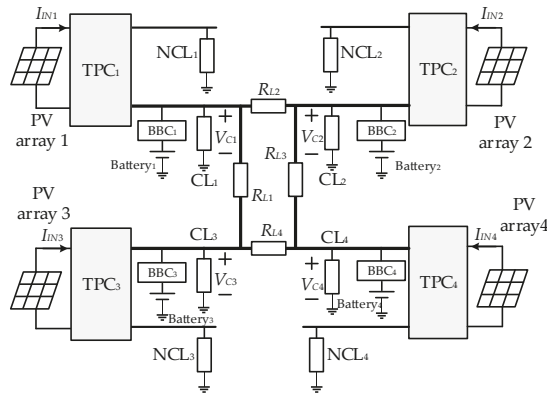 I_IN1
TPC₁
NCL₁
NCL₂
TPC₂
I_IN2
PV
array 1
R_L2
PV
array 2
BBC₁
V_C1
V_C2
BBC₂
Battery₁
CL₁
R_L1
R_L3
CL₂
Battery₂
PV
array 3
PV
array4
I_IN3
CL₃
R_L4
CL₄
I_IN4
TPC₃
BBC₃
V_C3
V_C4
BBC₄
TPC₄
Battery₃
Battery₄
NCL₃
NCL₄